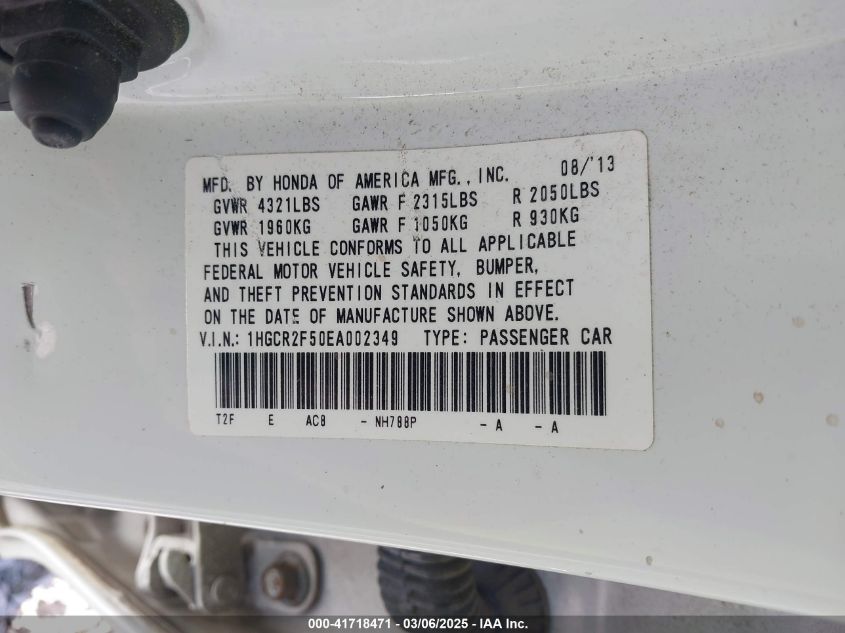 MFD. BY HONDA OF AMERICA MFG., INC. 08/'13
GVWR 4321LBS GAWR F 2315LBS R 2050LBS
GVWR 1960KG GAWR F 1050KG R 930KG
THIS VEHICLE CONFORMS TO ALL APPLICABLE
FEDERAL MOTOR VEHICLE SAFETY, BUMPER,
AND THEFT PREVENTION STANDARDS IN EFFECT
ON THE DATE OF MANUFACTURE SHOWN ABOVE.
V.I.N.: 1HGCR2F50EA002349 TYPE: PASSENGER CAR
T2F E AC8 - NH788P - A - A
000-41718471 - 03/06/2025 - IAA Inc.